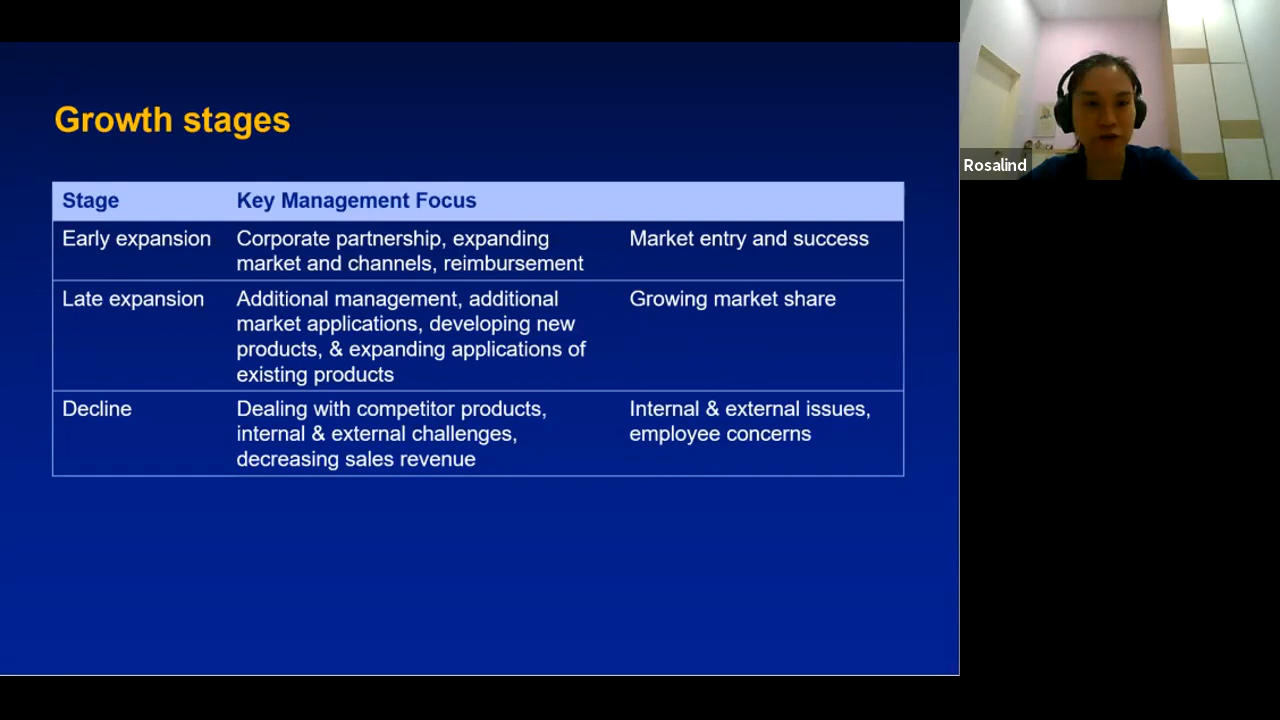 Growth stages
Stage
Key Management Focus
Early expansion
Corporate partnership, expanding
market and channels, reimbursement
Market entry and success
Late expansion
Additional management, additional
market applications, developing new
products, & expanding applications of
existing products
Growing market share
Decline
Dealing with competitor products,
internal & external challenges,
decreasing sales revenue
Internal & external issues,
employee concerns
Rosalind